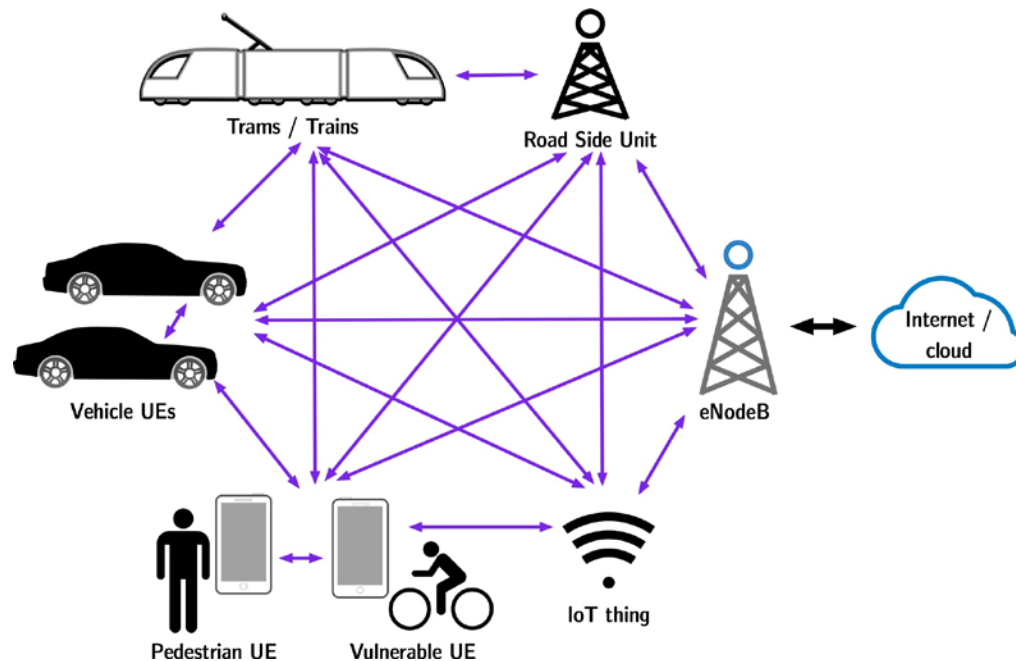 Trams / Trains
Road Side Unit
Internet /
cloud
Vehicle UEs
eNodeB
IoT thing
Pedestrian UE
Vulnerable UE